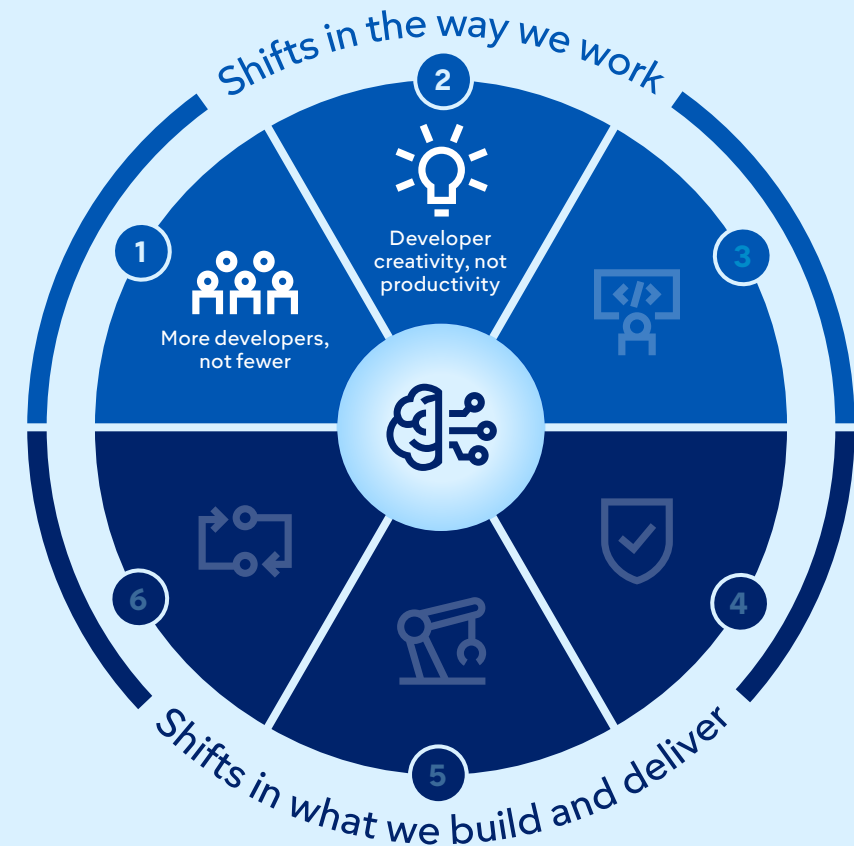 Shifts in the way we work
2
1
3
Developer
creativity, not
productivity
</>
More developers,
not fewer
6
4
5
Shifts in what we build and deliver